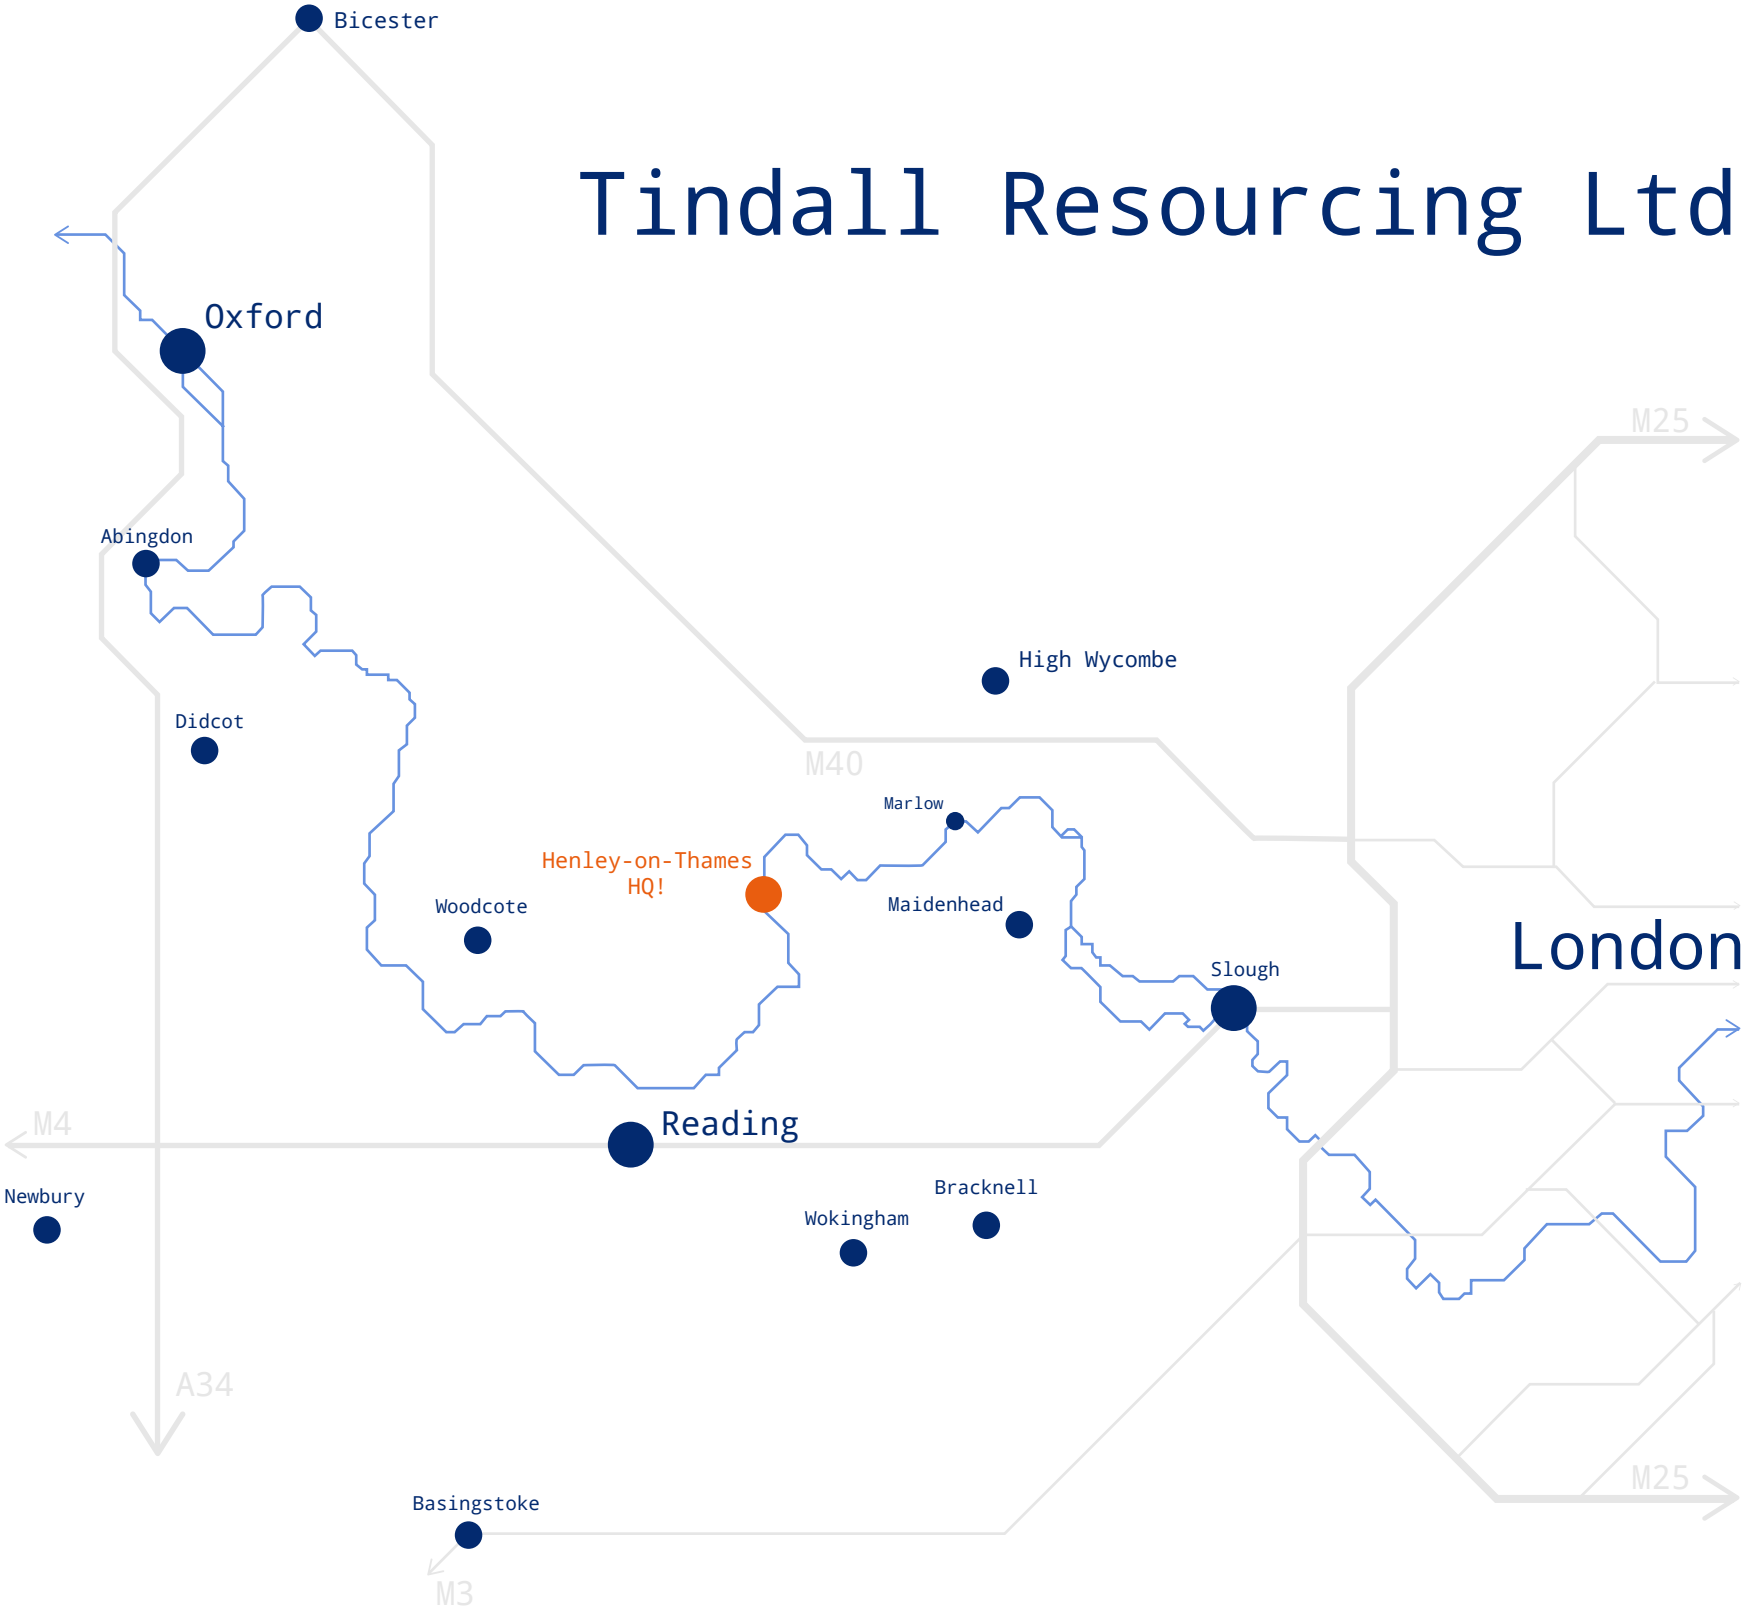 Bicester
Tindall Resourcing Ltd
Oxford
M25
Abingdon
High Wycombe
Didcot
M40
Marlow
Henley-on-Thames
HQ!
Woodcote
Maidenhead
London
Slough
M4
Reading
Newbury
Bracknell
Wokingham
A34
M25
Basingstoke
M3